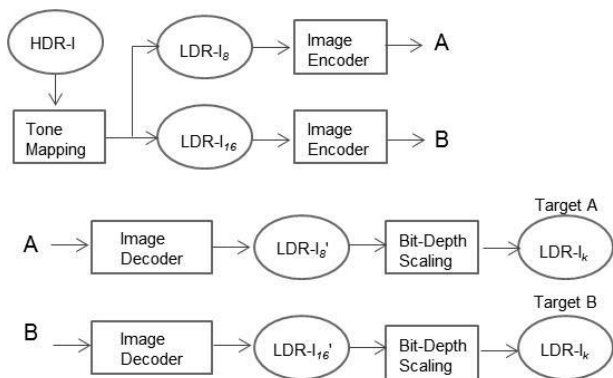 HDR-I
Tone
Mapping
LDR-I8
Image
Encoder
A
LDR-I16
Image
Encoder
B
A
Image
Decoder
LDR-I8'
Bit-Depth
Scaling
Target A
LDR-Ik
B
Image
Decoder
LDR-I16'
Bit-Depth
Scaling
Target B
LDR-Ik